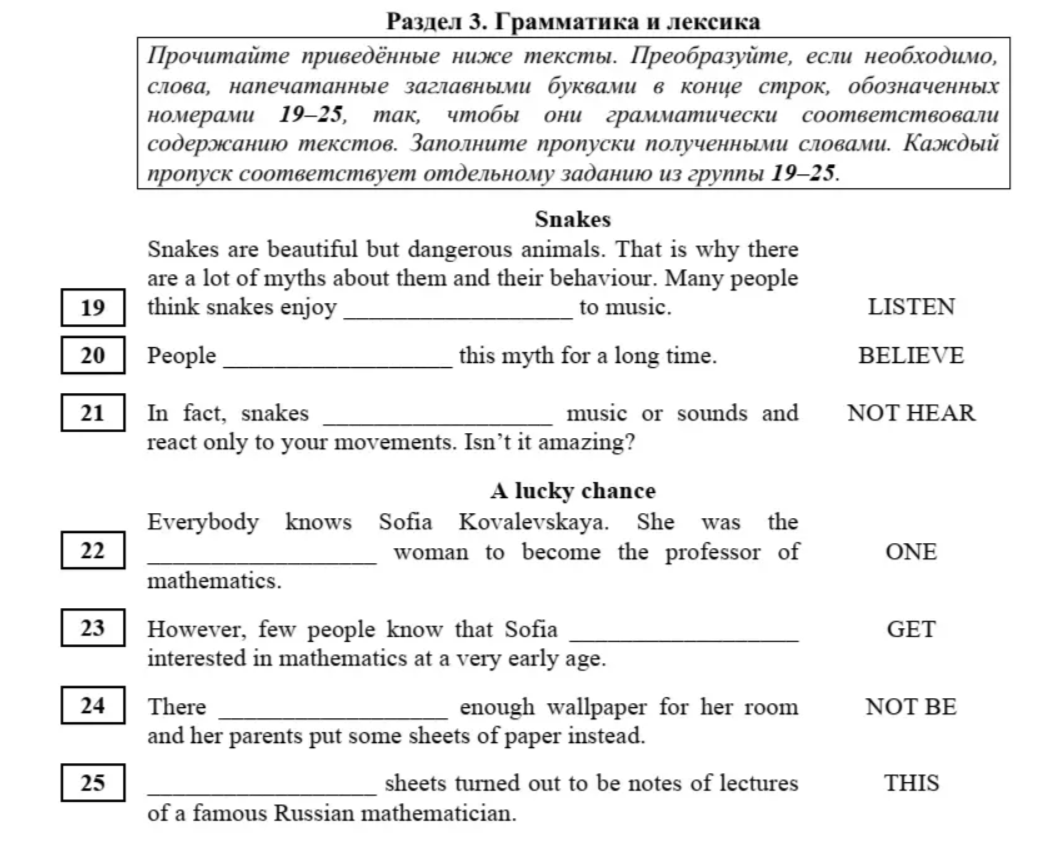 Раздел 3. Грамматика и лексика
Прочитайте приведённые ниже тексты. Преобразуйте, если необходимо,
слова, напечатанные заглавными буквами в конце строк, обозначенных
номерами 19–25, так, чтобы они грамматически соответствовали
содержанию текстов. Заполните пропуски полученными словами. Каждый
пропуск соответствует отдельному заданию из группы 19–25.
Snakes
Snakes are beautiful but dangerous animals. That is why there
are a lot of myths about them and their behaviour. Many people
19 think snakes enjoy ____________________ to music. LISTEN
20 People ____________________ this myth for a long time. BELIEVE
21 In fact, snakes ____________________ music or sounds and NOT HEAR
react only to your movements. Isn’t it amazing?
A lucky chance
Everybody knows Sofia Kovalevskaya. She was the
22 ____________________ woman to become the professor of ONE
mathematics.
23 However, few people know that Sofia ____________________ GET
interested in mathematics at a very early age.
24 There ____________________ enough wallpaper for her room NOT BE
and her parents put some sheets of paper instead.
25 ____________________ sheets turned out to be notes of lectures THIS
of a famous Russian mathematician.